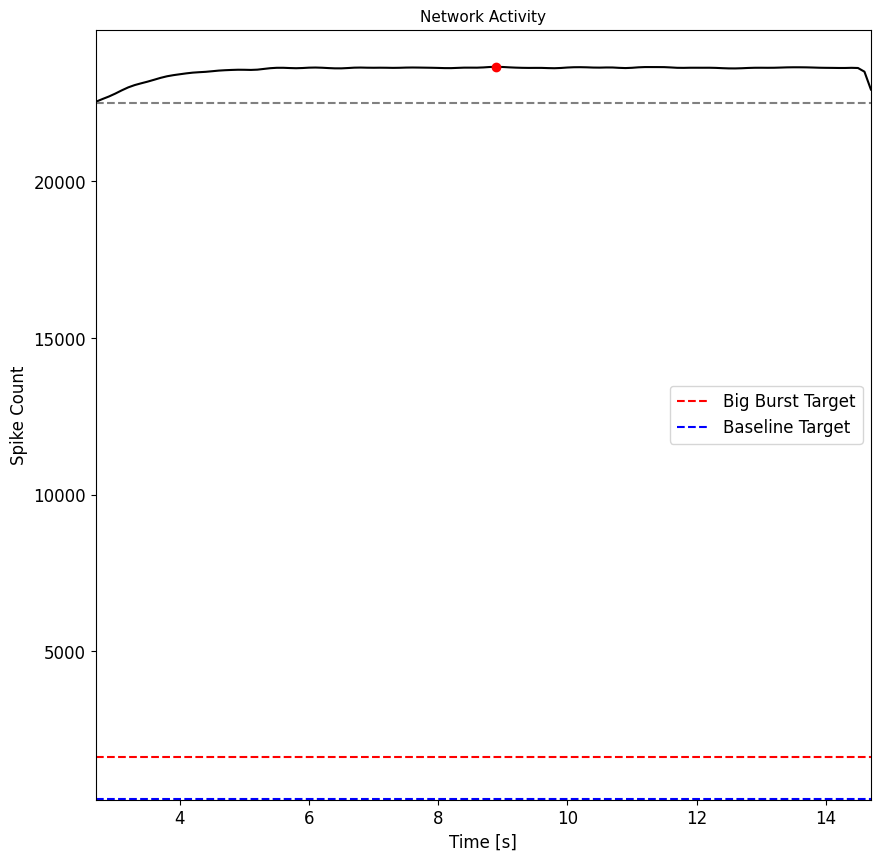 Network Activity
Spike Count
20000
15000
10000
5000
Big Burst Target
Baseline Target
4 6 8 10 12 14
Time [s]